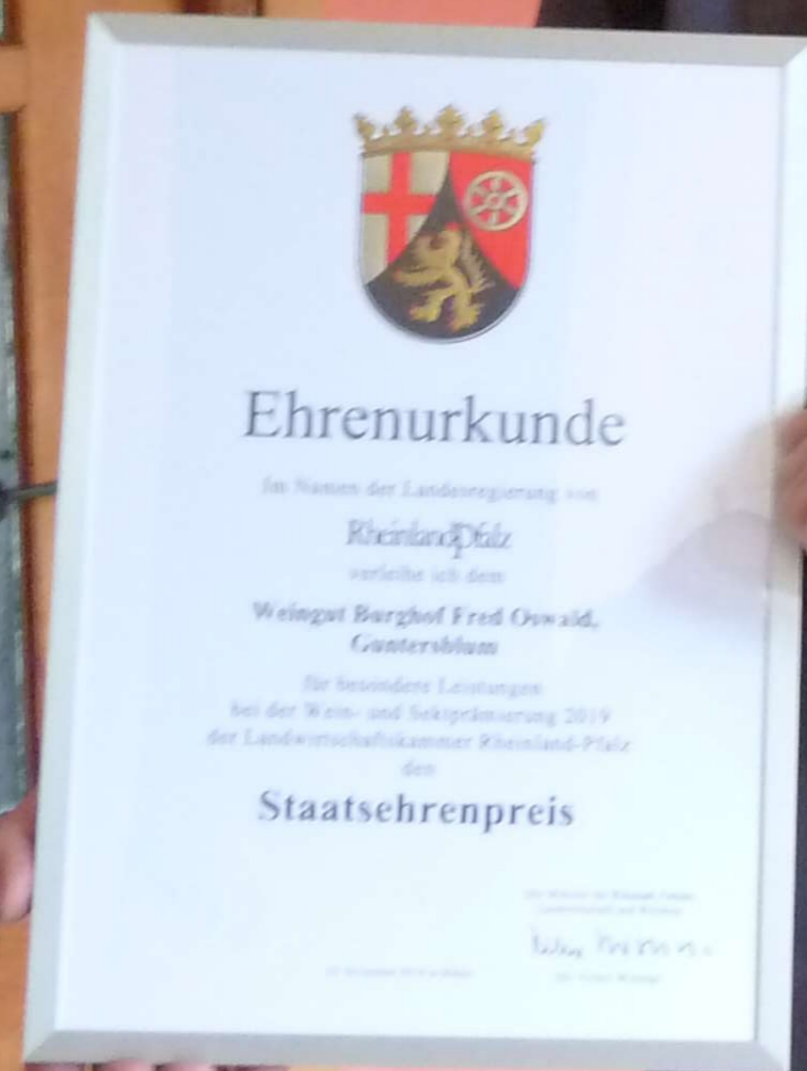 Ehrenurkunde
Im Namen der Landesregierung von
RheinlandPfalz
verleihe ich dem
Weingut Burghof Fred Oswald,
Guntersblum
für besondere Leistungen
bei der Wein- und Sektprämierung 2019
der Landwirtschaftskammer Rheinland-Pfalz
den
Staatsehrenpreis